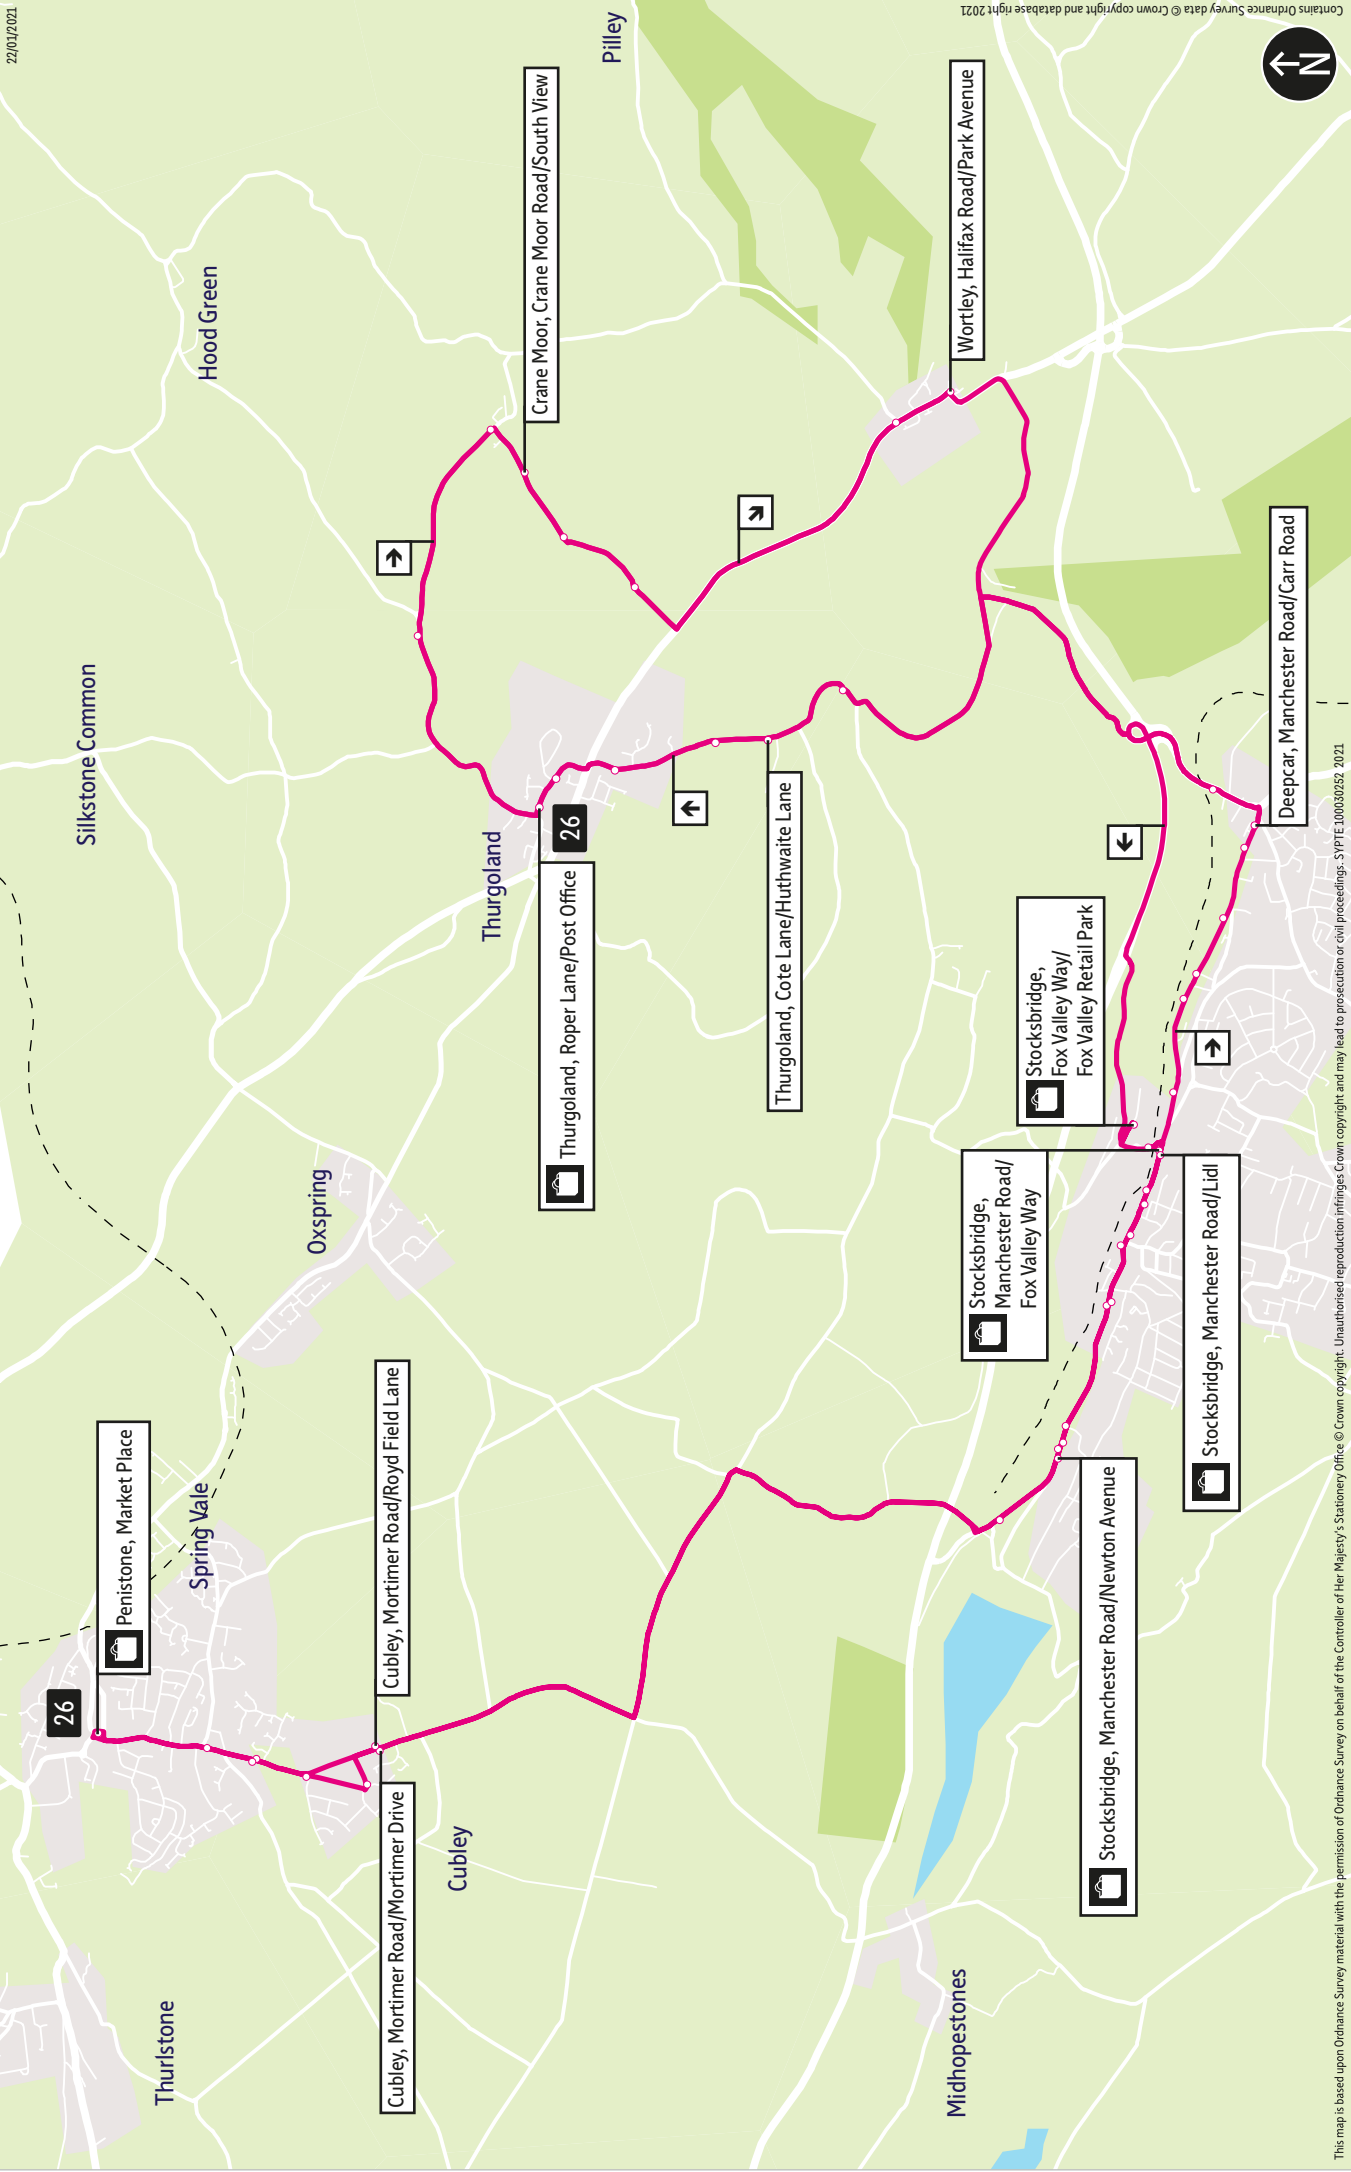 22/01/2021
Contains Ordnance Survey data © Crown copyright and database right 2021
N
Pilley
Hood Green
Silkstone Common
Crane Moor, Crane Moor Road/South View
Wortley, Halifax Road/Park Avenue
Thurgoland
26
Thurgoland, Roper Lane/Post Office
Thurgoland, Cote Lane/Huthwaite Lane
Deepcar, Manchester Road/Carr Road
Stocksbridge,
Fox Valley Way/
Fox Valley Retail Park
Stocksbridge,
Manchester Road/
Fox Valley Way
Stocksbridge, Manchester Road/Lidl
Stocksbridge, Manchester Road/Newton Avenue
Oxspring
Spring Vale
26
Penistone, Market Place
Cubley, Mortimer Road/Royd Field Lane
Cubley, Mortimer Road/Mortimer Drive
Cubley
Thurlstone
Midhopestones
This map is based upon Ordnance Survey material with the permission of Ordnance Survey on behalf of the Controller of Her Majesty's Stationery Office © Crown copyright. Unauthorised reproduction infringes Crown copyright and may lead to prosecution or civil proceedings. SYPTE 100030252 2021